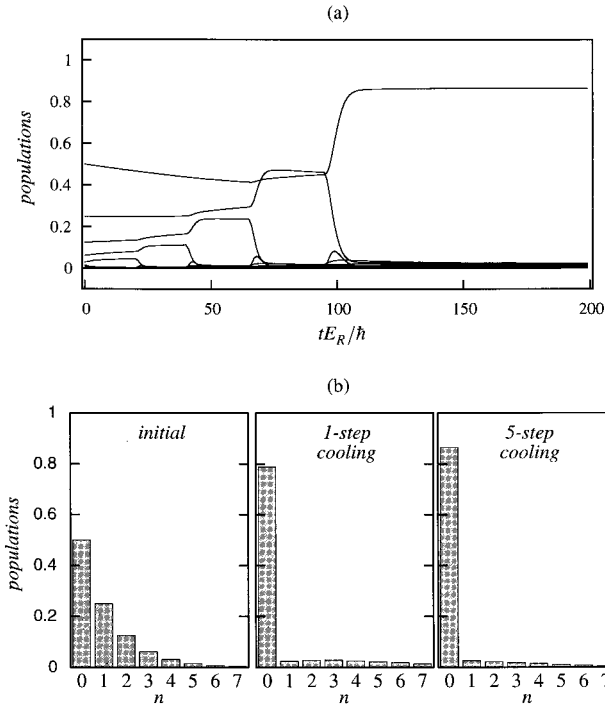 (a)
populations
1
0.8
0.6
0.4
0.2
0
0 50 100 150 200
tE_R/ħ
(b)
populations
1
0.8
0.6
0.4
0.2
0
initial
1-step
cooling
5-step
cooling
0 1 2 3 4 5 6 7 0 1 2 3 4 5 6 7 0 1 2 3 4 5 6 7
n n n